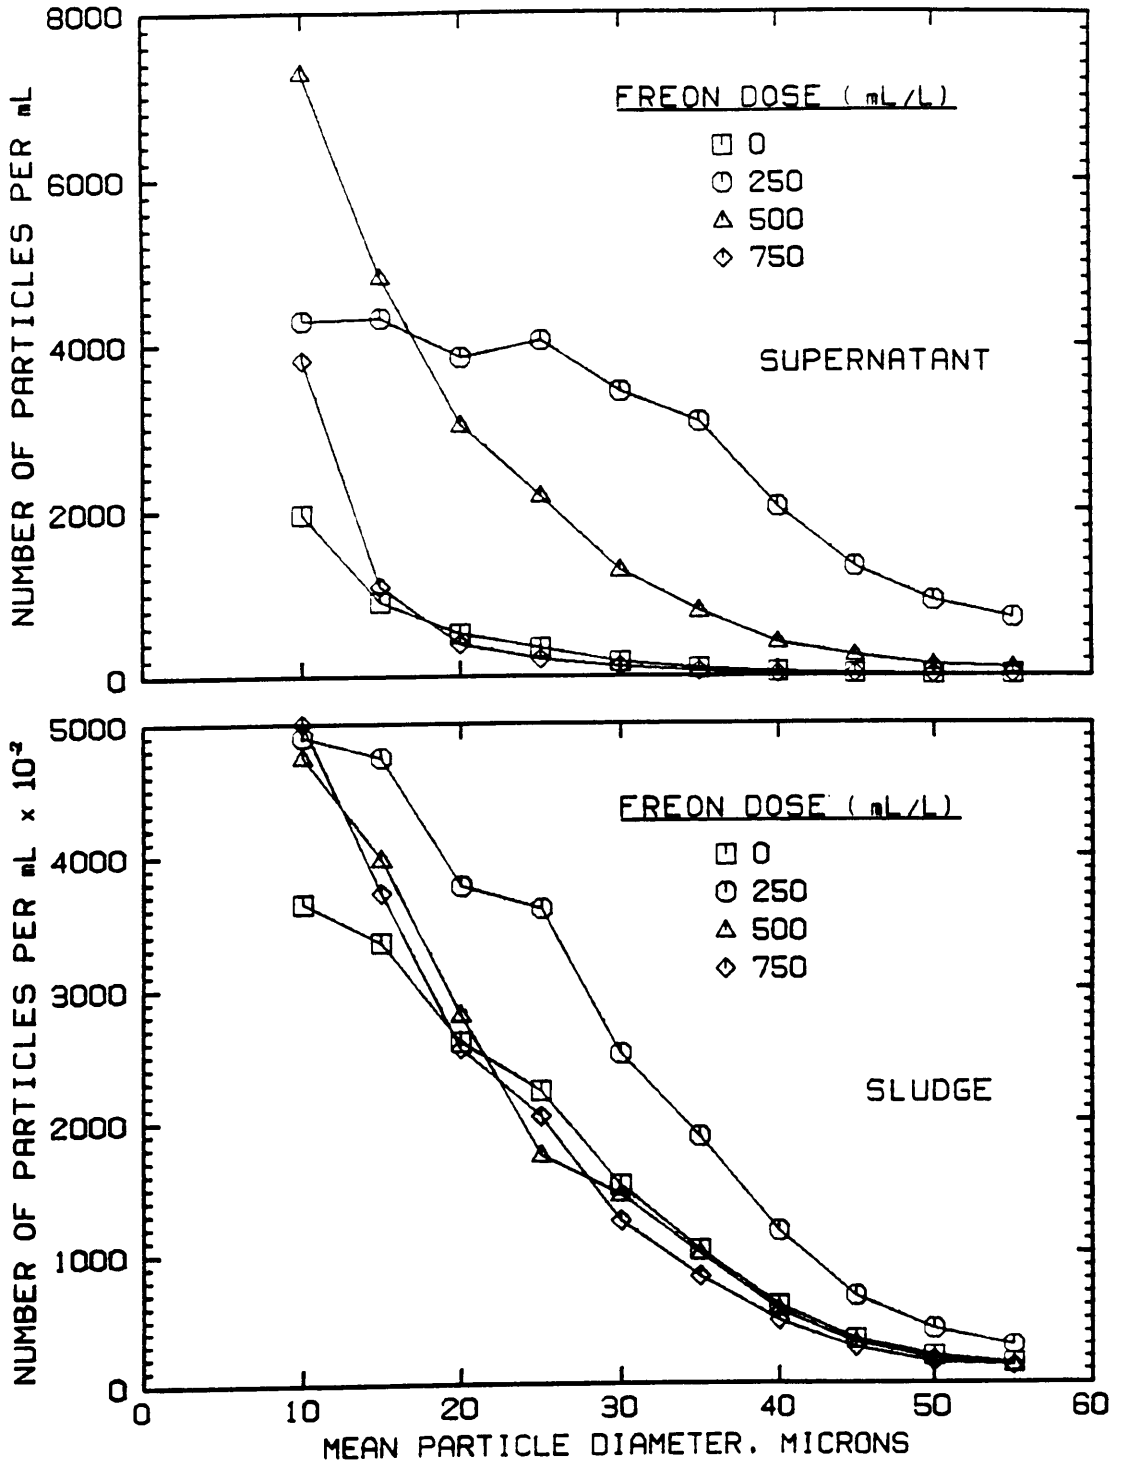 NUMBER OF PARTICLES PER mL
8000
6000
4000
2000
0
FREON DOSE (mL/L)
0
250
500
750
SUPERNATANT
NUMBER OF PARTICLES PER mL x 10-2
5000
4000
3000
2000
1000
0
FREON DOSE (mL/L)
0
250
500
750
SLUDGE
0 10 20 30 40 50 60
MEAN PARTICLE DIAMETER, MICRONS